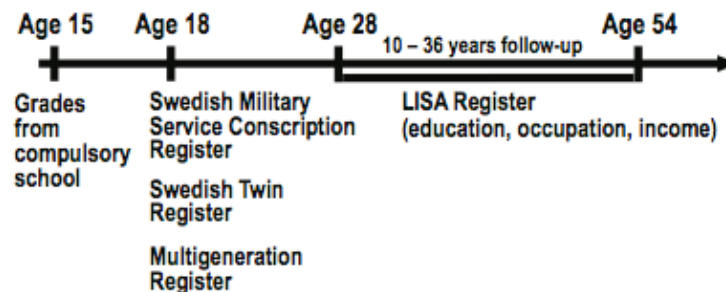 Age 15
Age 18
Age 28
Age 54
10 – 36 years follow-up
Grades
from
compulsory
school
Swedish Military
Service Conscription
Register
Swedish Twin
Register
Multigeneration
Register
LISA Register
(education, occupation, income)